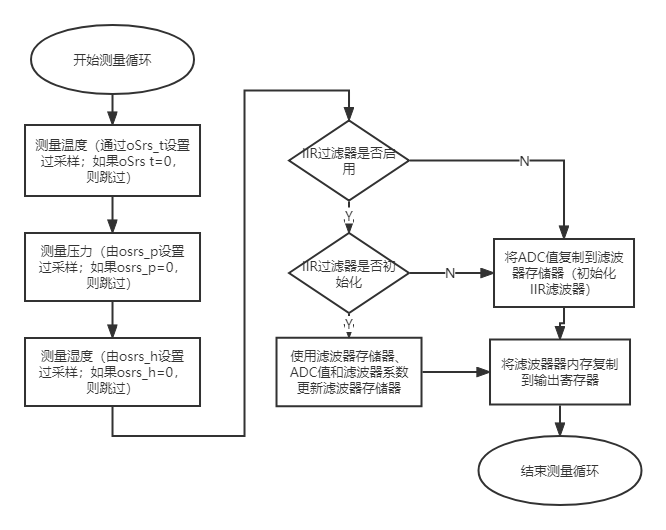 开始测量循环
测量温度（通过oSrs_t设置
过采样；如果oSrs t=0，
则跳过）
测量压力（由osrs_p设置
过采样；如果osrs_p=0，
则跳过）
测量湿度（由osrs_h设置
过采样；如果osrs_h=0，
则跳过）
IIR过滤器是否启
用
N
Y
IIR过滤器是否初
始化
N
Y
将ADC值复制到滤波
器存储器（初始化
IIR滤波器）
使用滤波器存储器、
ADC值和滤波器系数
更新滤波器存储器
将滤波器器内存复制
到输出寄存器
结束测量循环